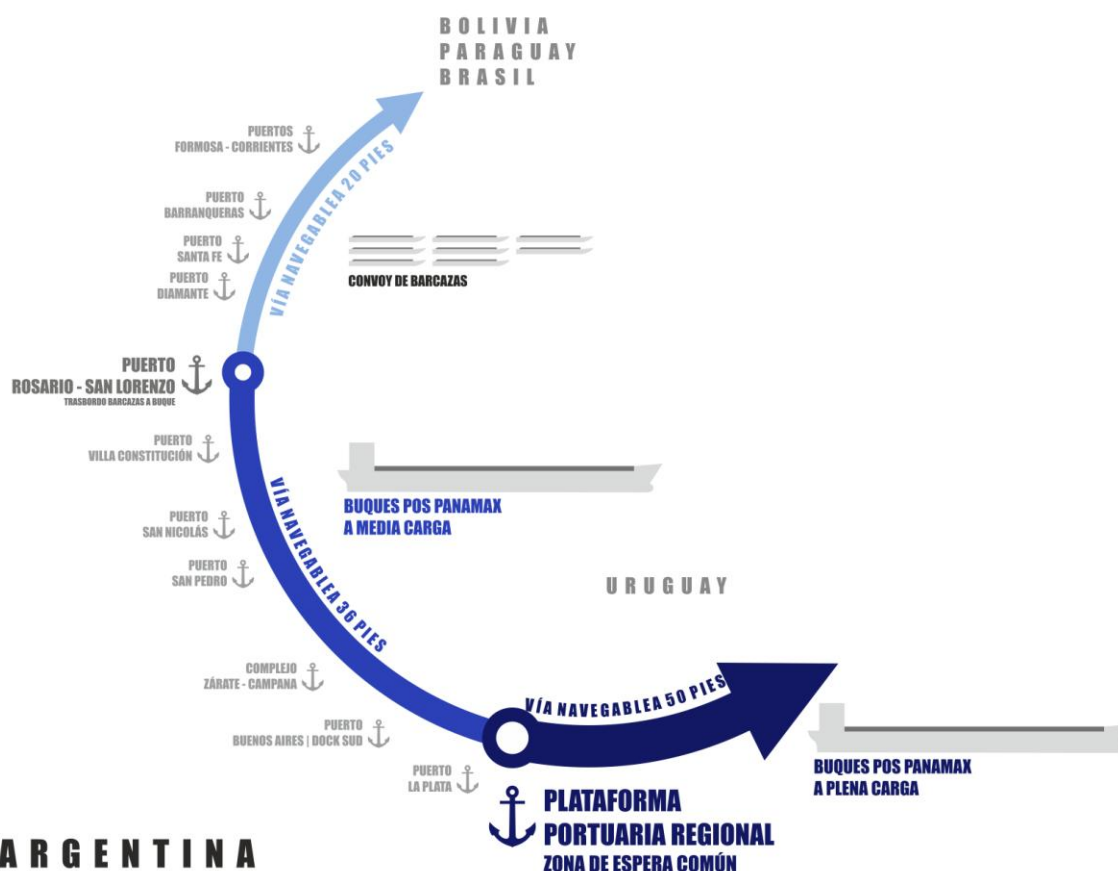 BOLIVIA
PARAGUAY
BRASIL
PUERTOS
FORMOSA - CORRIENTES
VÍA NAVEGABLEA 20 PIES
PUERTO
BARRANQUERAS
PUERTO
SANTA FE
PUERTO
DIAMANTE
CONVOY DE BARCAZAS
PUERTO
ROSARIO - SAN LORENZO
TRASBORDO BARCAZAS A BUQUE
PUERTO
VILLA CONSTITUCIÓN
VÍA NAVEGABLEA 36 PIES
BUQUES POS PANAMAX
A MEDIA CARGA
PUERTO
SAN NICOLÁS
PUERTO
SAN PEDRO
URUGUAY
COMPLEJO
ZÁRATE - CAMPANA
VÍA NAVEGABLEA 50 PIES
PUERTO
BUENOS AIRES | DOCK SUD
PUERTO
LA PLATA
BUQUES POS PANAMAX
A PLENA CARGA
PLATAFORMA
PORTUARIA REGIONAL
ZONA DE ESPERA COMÚN
ARGENTINA